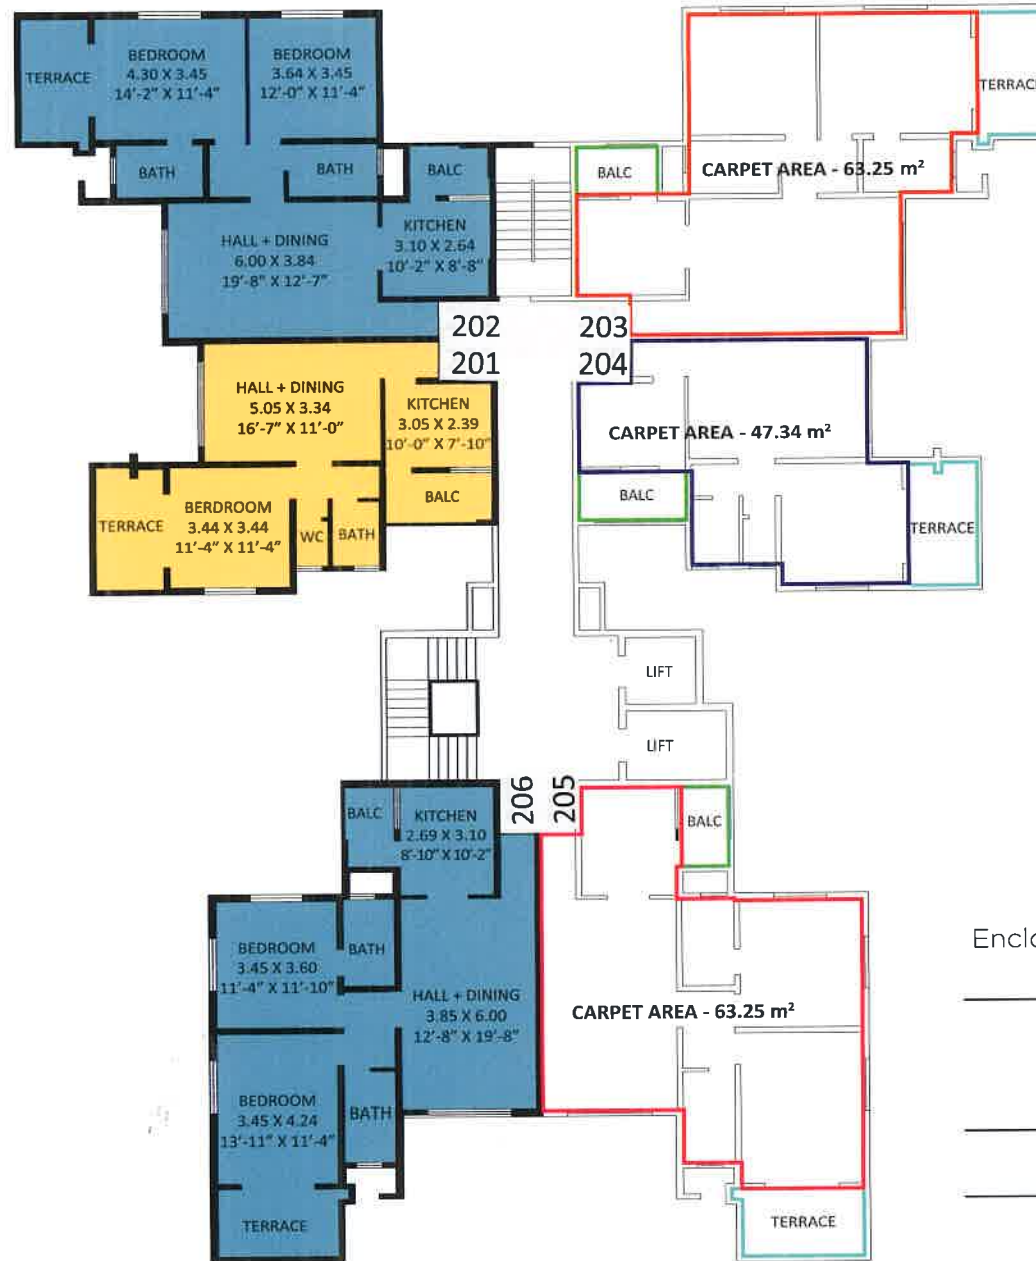 TERRACE
BEDROOM
4.30 X 3.45
14'-2" X 11'-4"
BEDROOM
3.64 X 3.45
12'-0" X 11'-4"
BATH
BATH
BALC
HALL + DINING
6.00 X 3.84
19'-8" X 12'-7"
KITCHEN
3.10 X 2.64
10'-2" X 8'-8"
BALC
CARPET AREA - 63.25 m²
TERRACE
202
203
201
204
HALL + DINING
5.05 X 3.34
16'-7" X 11'-0"
KITCHEN
3.05 X 2.39
10'-0" X 7'-10"
BALC
TERRACE
BERDROOM
3.44 X 3.44
11'-4" X 11'-4"
WC
BATH
CARPET AREA - 47.34 m²
BALC
TERRACE
LIFT
LIFT
206
205
BALC
KITCHEN
2.69 X 3.10
8'-10" X 10'-2"
BALC
BEDROOM
3.45 X 3.60
11'-4" X 11'-10"
BATH
HALL + DINING
3.85 X 6.00
12'-8" X 19'-8"
CARPET AREA - 63.25 m²
BEDROOM
3.45 X 4.24
13'-11" X 11'-4"
BATH
TERRACE
TERRACE
Enclo